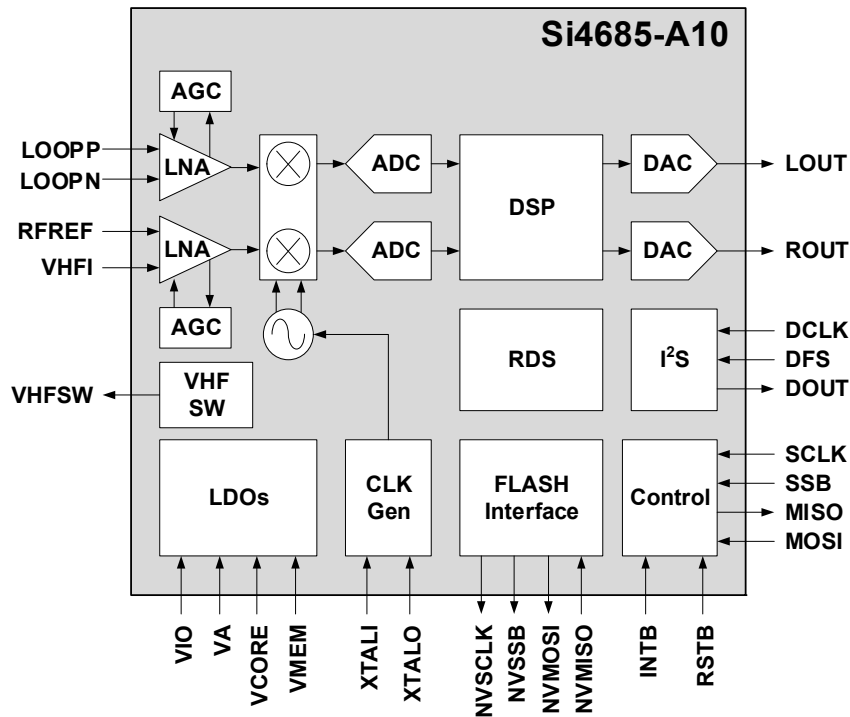 Si4685-A10
AGC
LOOPP
LNA
LOOPN
ADC
DSP
DAC
LOUT
RFREF
LNA
VHFI
ADC
DAC
ROUT
AGC
RDS
I²S
DCLK
DFS
DOUT
VHFSW
VHF
SW
LDOs
CLK
Gen
FLASH
Interface
Control
SCLK
SSB
MISO
MOSI
VIO
VA
VCORE
VMEM
XTALI
XTALO
NVSCLK
NVSSB
NVMOSI
NVMISO
INTB
RSTB